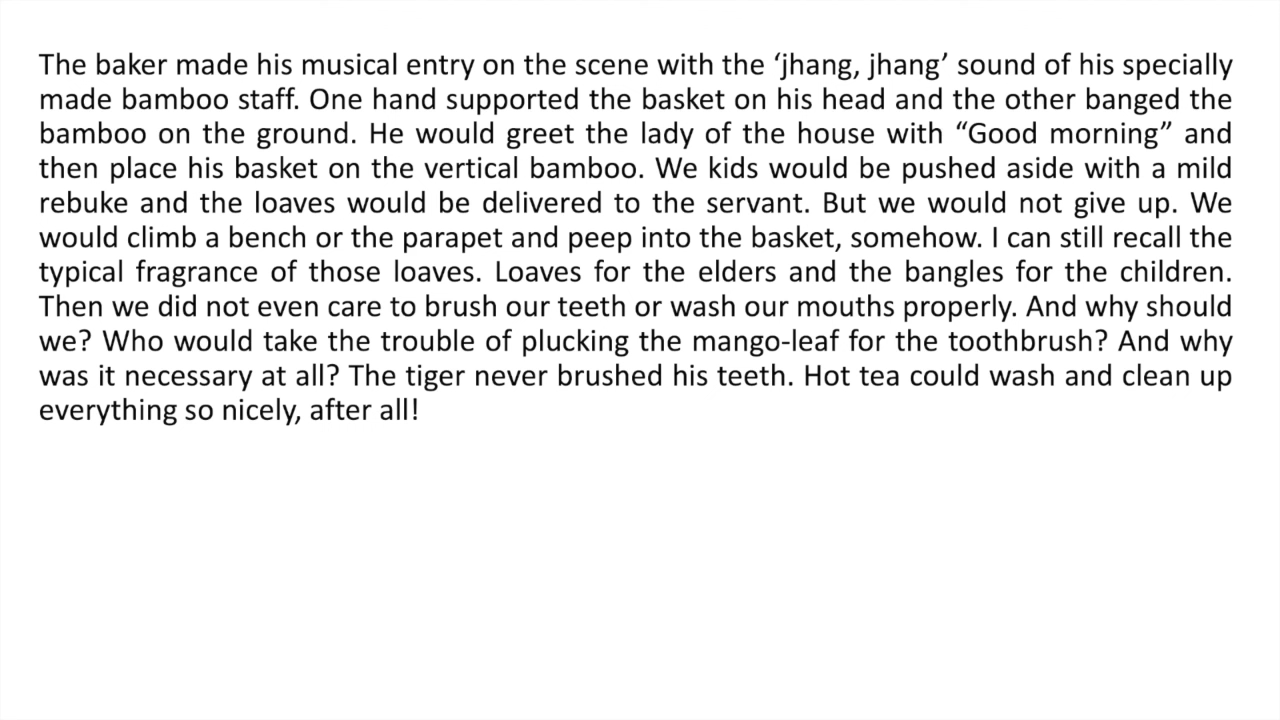 The baker made his musical entry on the scene with the ‘jhang, jhang’ sound of his specially
made bamboo staff. One hand supported the basket on his head and the other banged the
bamboo on the ground. He would greet the lady of the house with “Good morning” and
then place his basket on the vertical bamboo. We kids would be pushed aside with a mild
rebuke and the loaves would be delivered to the servant. But we would not give up. We
would climb a bench or the parapet and peep into the basket, somehow. I can still recall the
typical fragrance of those loaves. Loaves for the elders and the bangles for the children.
Then we did not even care to brush our teeth or wash our mouths properly. And why should
we? Who would take the trouble of plucking the mango-leaf for the toothbrush? And why
was it necessary at all? The tiger never brushed his teeth. Hot tea could wash and clean up
everything so nicely, after all!